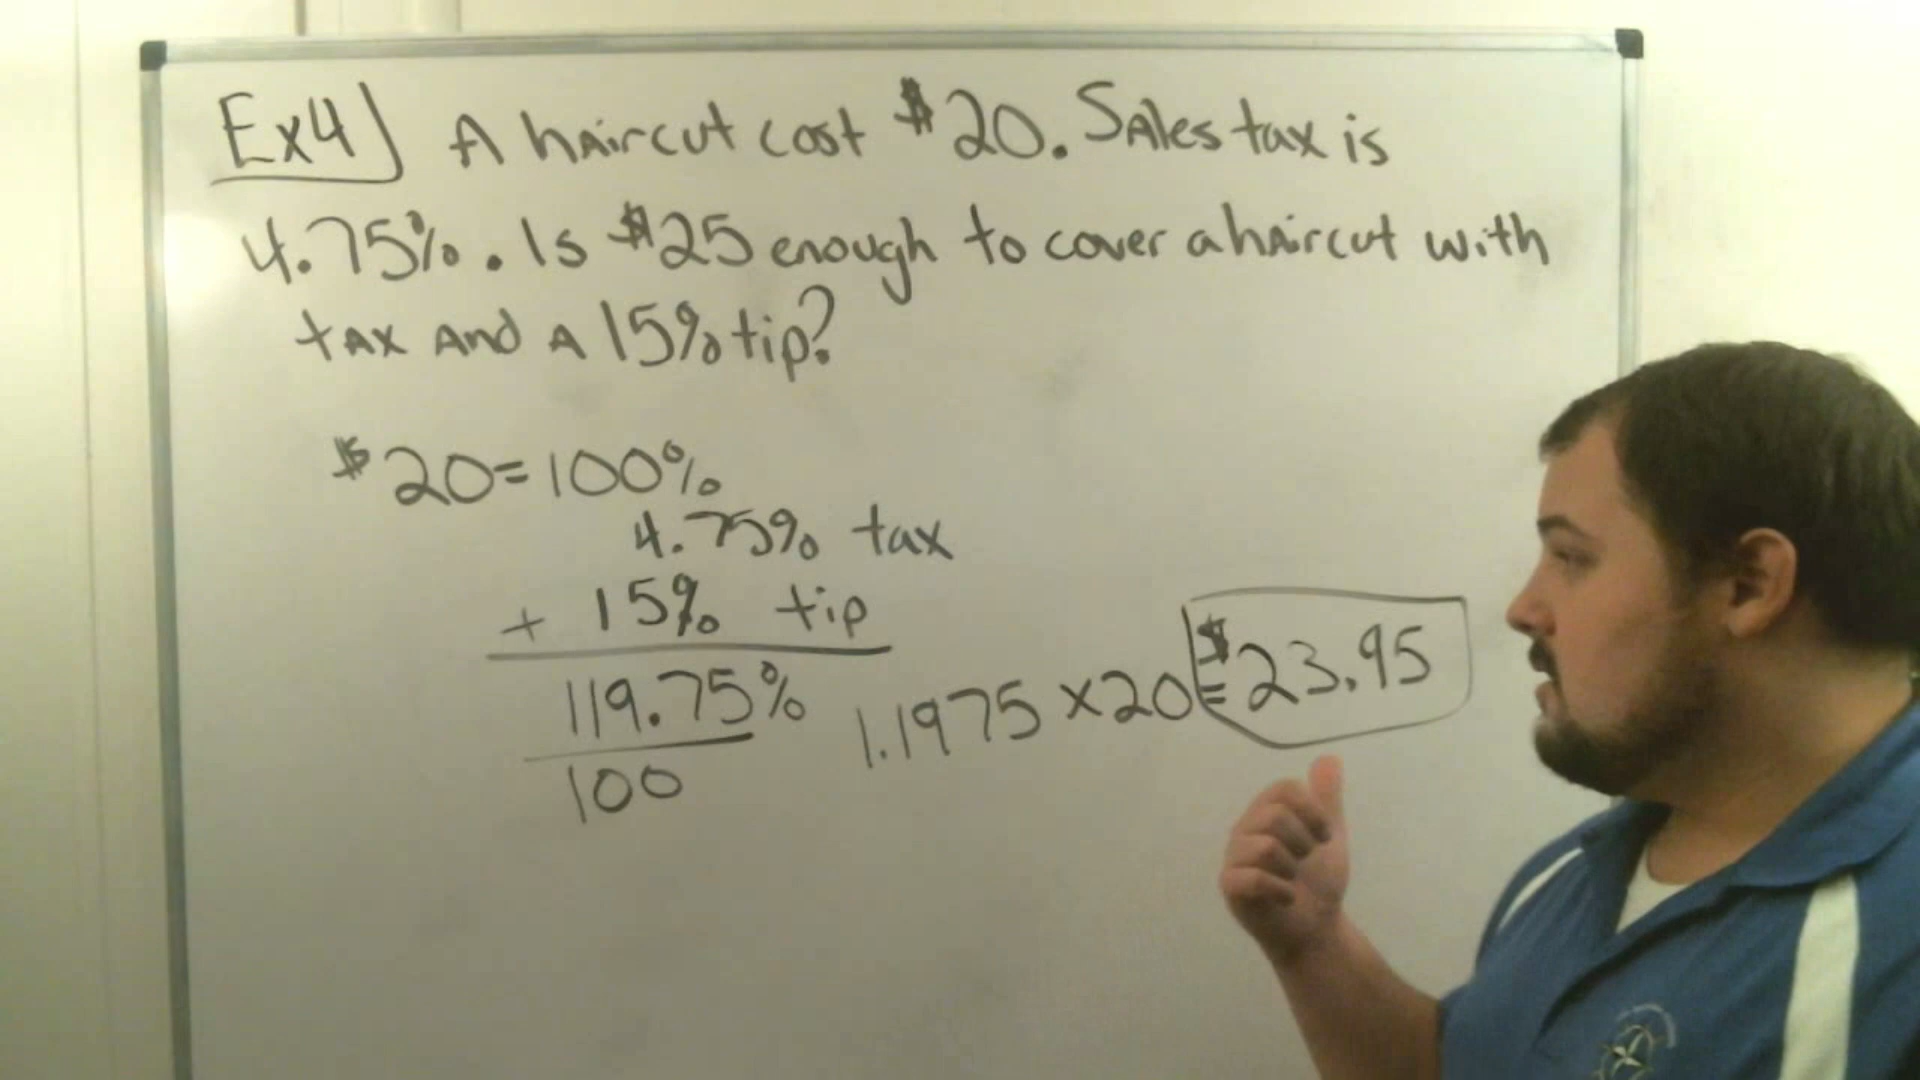 Ex4) A haircut cost $20. Sales tax is
4.75%. Is $25 enough to cover a haircut with
tax and a 15% tip?
$20=100%
4.75% tax
+ 15% tip
119.75%
100
1.1975 x20 = $23.95